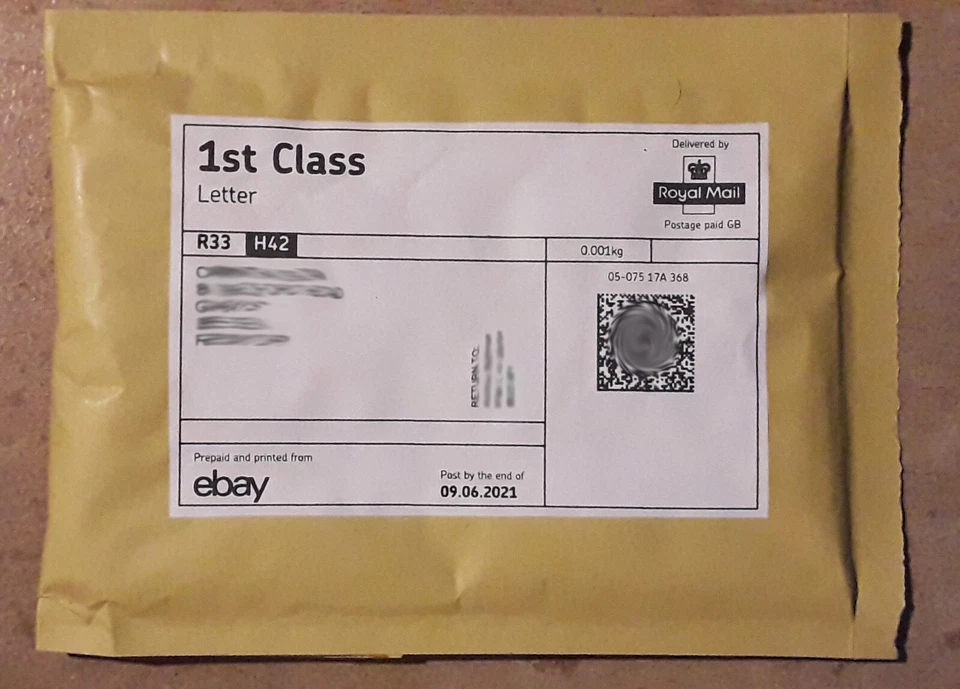 1st Class
Letter
Delivered by
Royal Mail
Postage paid GB
R33 H42
0.001kg
05-075 17A 368
RETURN TO:
Prepaid and printed from
ebay
Post by the end of
09.06.2021